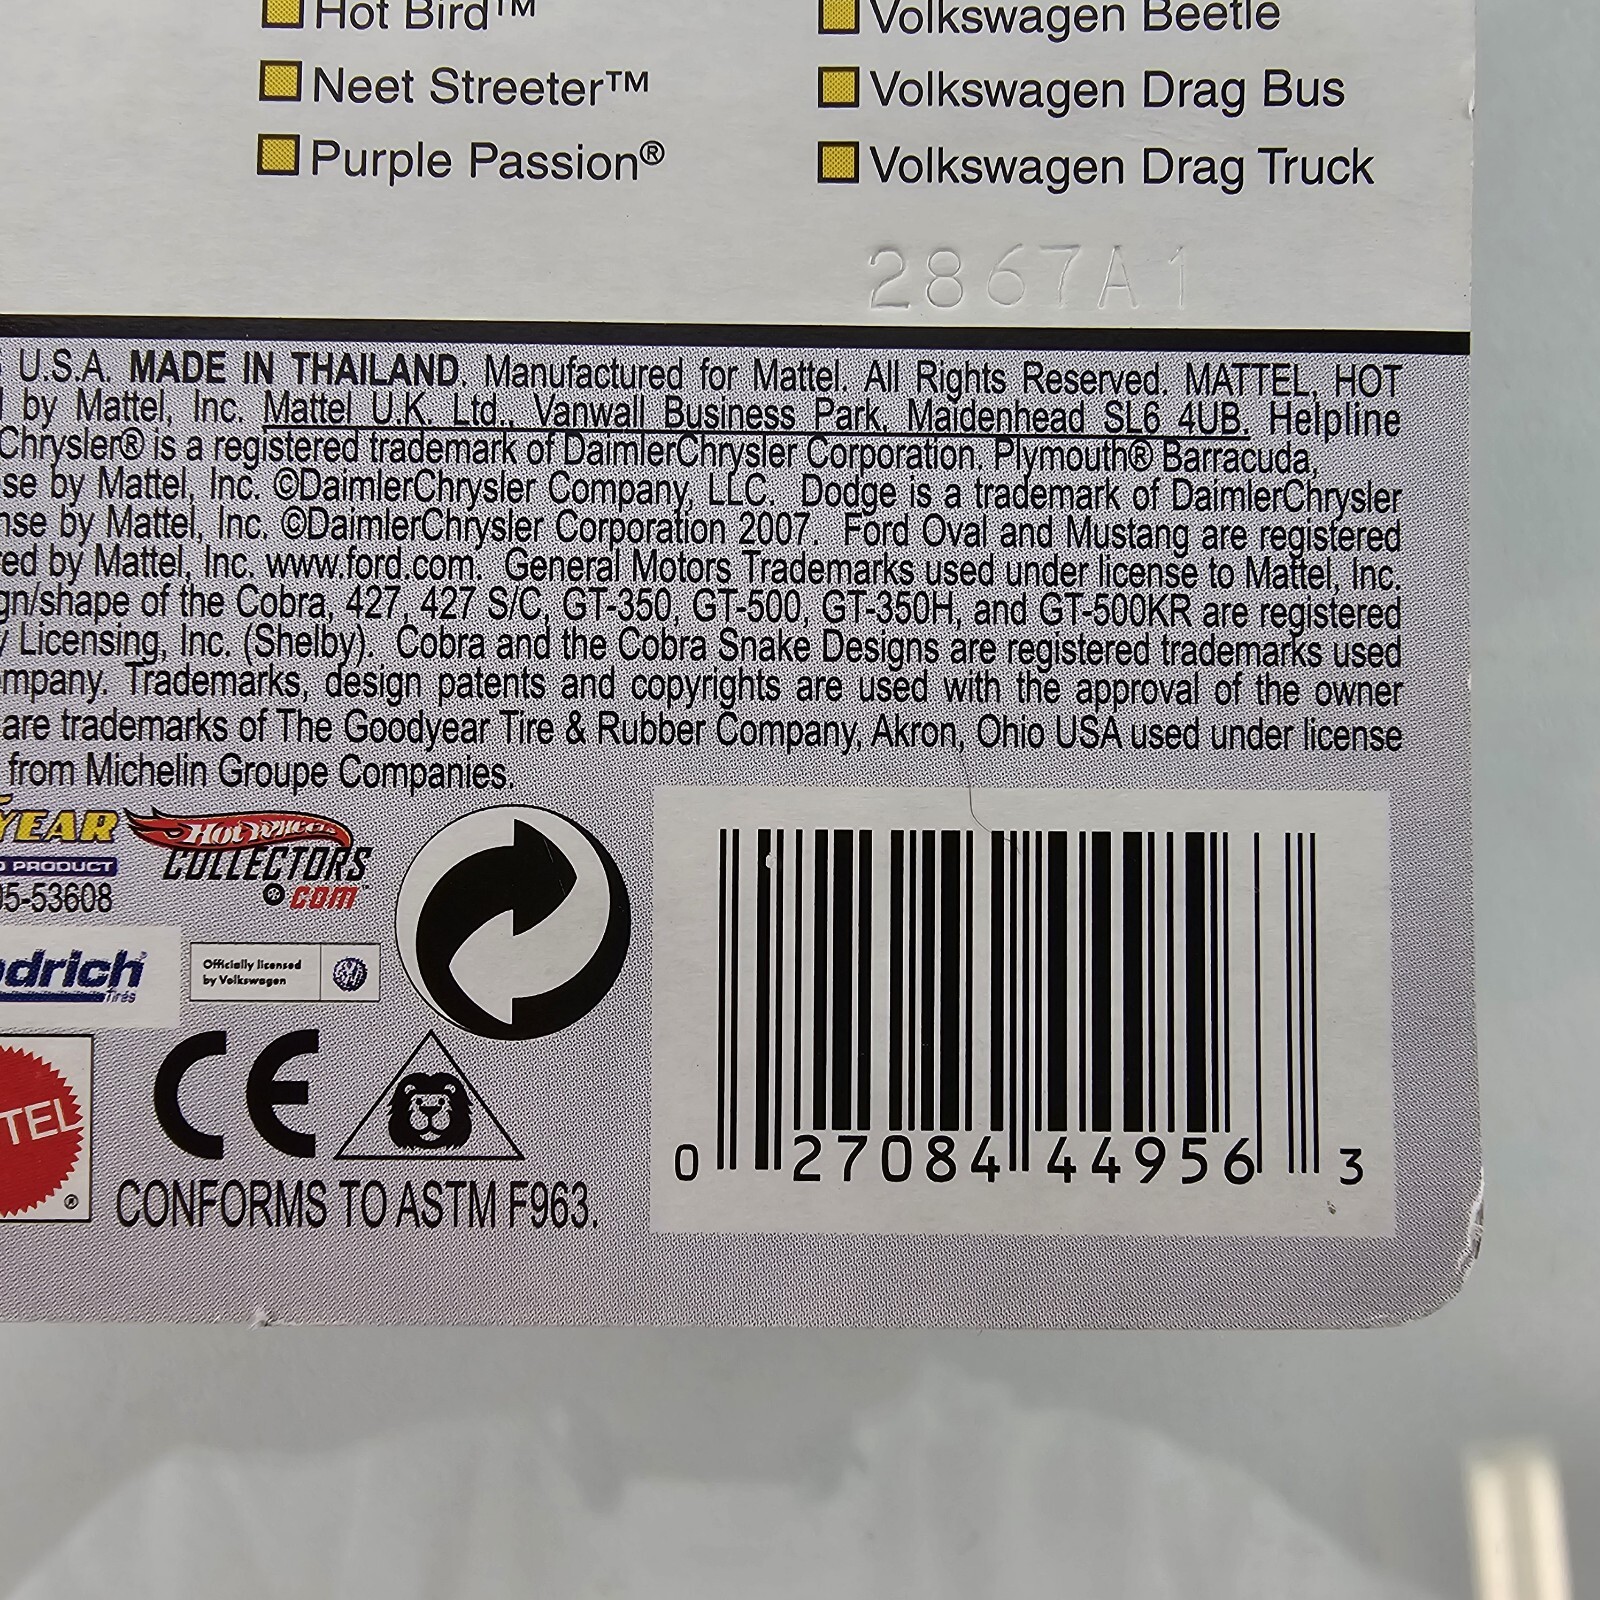 Hot Bird™
Neet Streeter™
Purple Passion®
Volkswagen Beetle
Volkswagen Drag Bus
Volkswagen Drag Truck
2867A1
U.S.A. MADE IN THAILAND. Manufactured for Mattel. All Rights Reserved. MATTEL, HOT
by Mattel, Inc. Mattel U.K. Ltd., Vanwall Business Park, Maidenhead SL6 4UB. Helpline
Chrysler® is a registered trademark of DaimlerChrysler Corporation. Plymouth® Barracuda,
se by Mattel, Inc. ©DaimlerChrysler Company, LLC. Dodge is a trademark of DaimlerChrysler
nse by Mattel, Inc. ©DaimlerChrysler Corporation 2007. Ford Oval and Mustang are registered
ed by Mattel, Inc. www.ford.com. General Motors Trademarks used under license to Mattel, Inc.
gn/shape of the Cobra, 427, 427 S/C, GT-350, GT-500, GT-350H, and GT-500KR are registered
y Licensing, Inc. (Shelby). Cobra and the Cobra Snake Designs are registered trademarks used
mpany. Trademarks, design patents and copyrights are used with the approval of the owner
are trademarks of The Goodyear Tire & Rubber Company, Akron, Ohio USA used under license
from Michelin Groupe Companies.
YEAR
D PRODUCT
05-53608
HOT WHEELS
COLLECTORS
.COM™
drich®
Tires
Officially licensed
by Volkswagen
CE
TEL
®
CONFORMS TO ASTM F963.
0 27084 44956 3